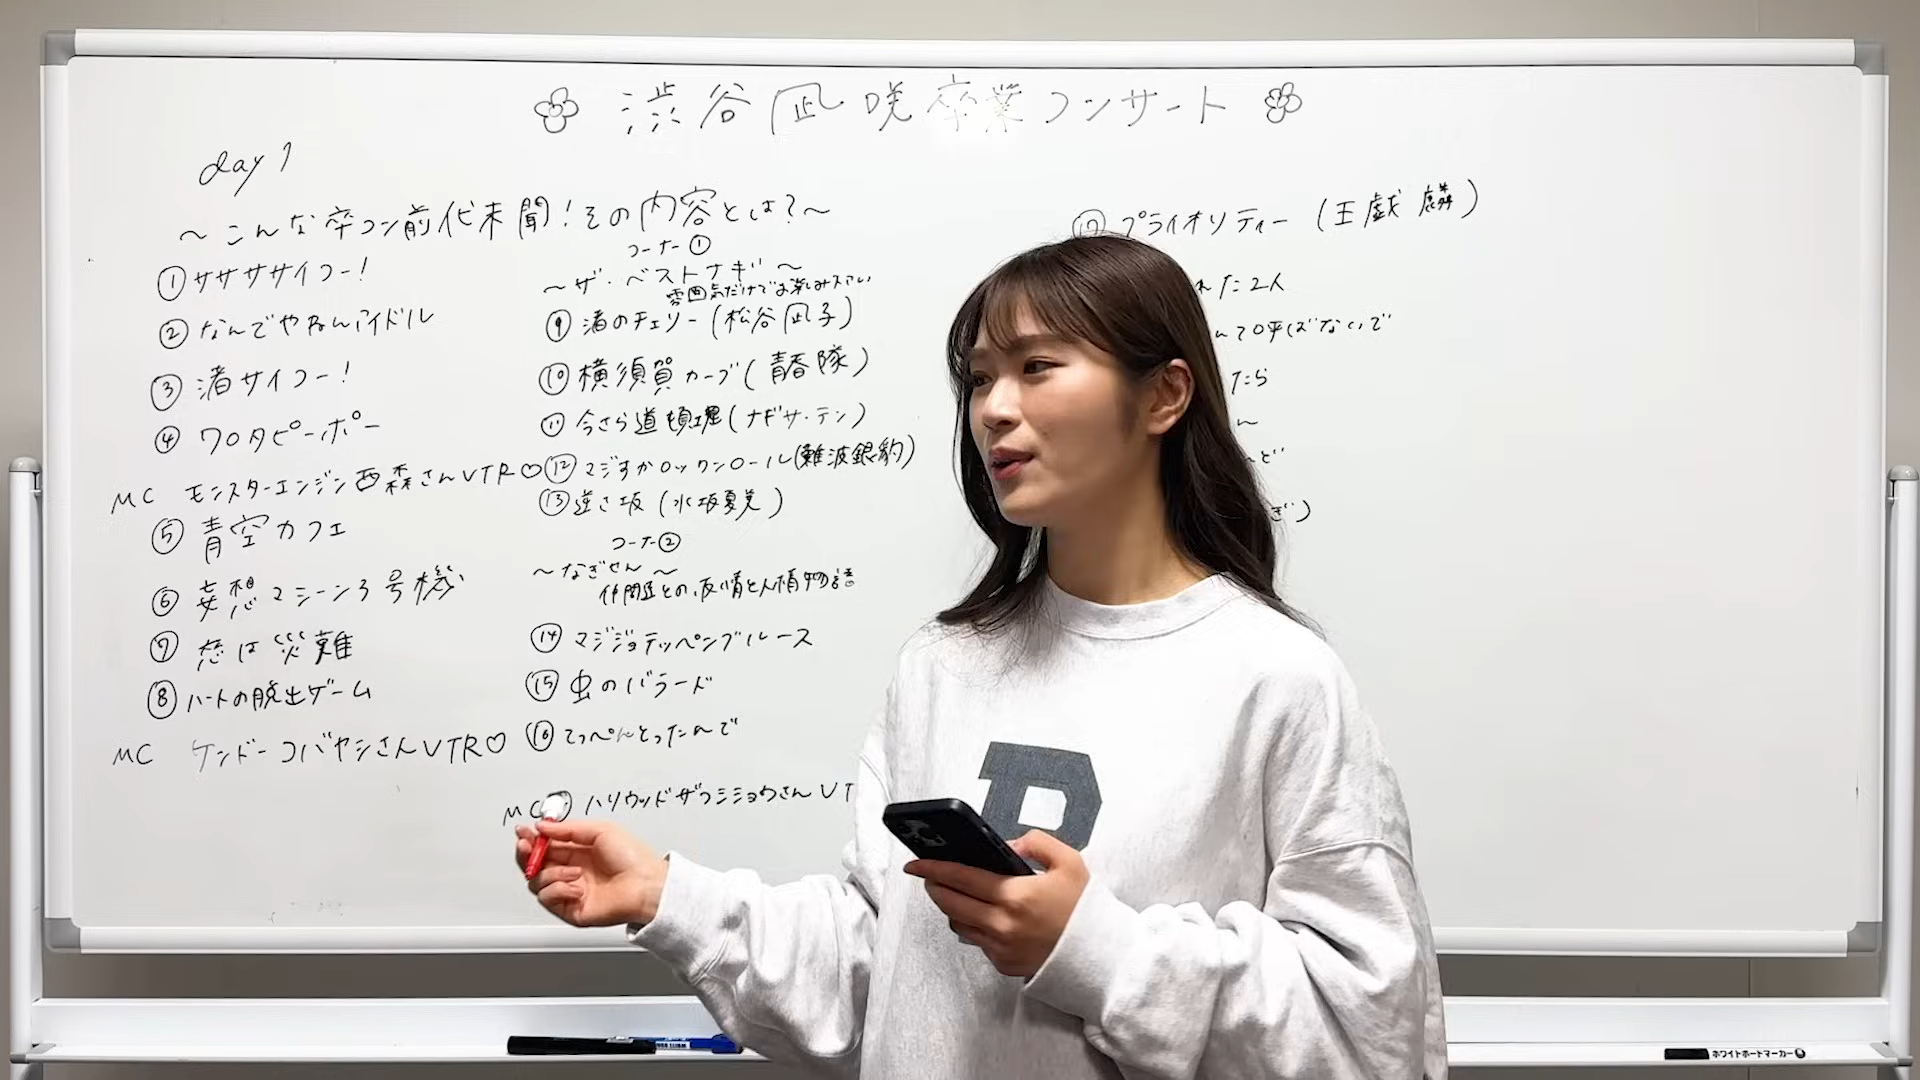 渋谷凪咲卒業コンサート
day1
〜こんな卒コン前代未聞！その内容とは？〜
①サササササイコー！
②なんでやねんアイドル
③渚サイコー！
④ワロタピーポー
MC モンスターエンジン西森さんVTR♡
⑤青空カフェ
⑥妄想マシーン3号機
⑦恋は災難
⑧ハートの脱出ゲーム
MC ケンドーコバヤシさんVTR♡
コーナー①
〜ザ・ベストナギ〜
雰囲気だけでお楽しみ下さい
⑨渚のチェリー(松谷凪子)
⑩横須賀カーブ(青春隊)
⑪今さら道頓堀(ナギサ・テン)
⑫マジすかロックンロール(難波銀豹)
⑬逆さ坂(水坂夏美)
コーナー②
〜なぎせん〜
仲間達との、友情と人情物語
⑭マジジョテッペンブルース
⑮虫のバラード
⑯てっぺんとったんで
MC ハリウッドザコシショウさんVT
⑰プライオリティー(王戯麟)
れた2人
んて呼ばないで
たら
ん
ど
ぎ)
B
ホワイトボードマーカー